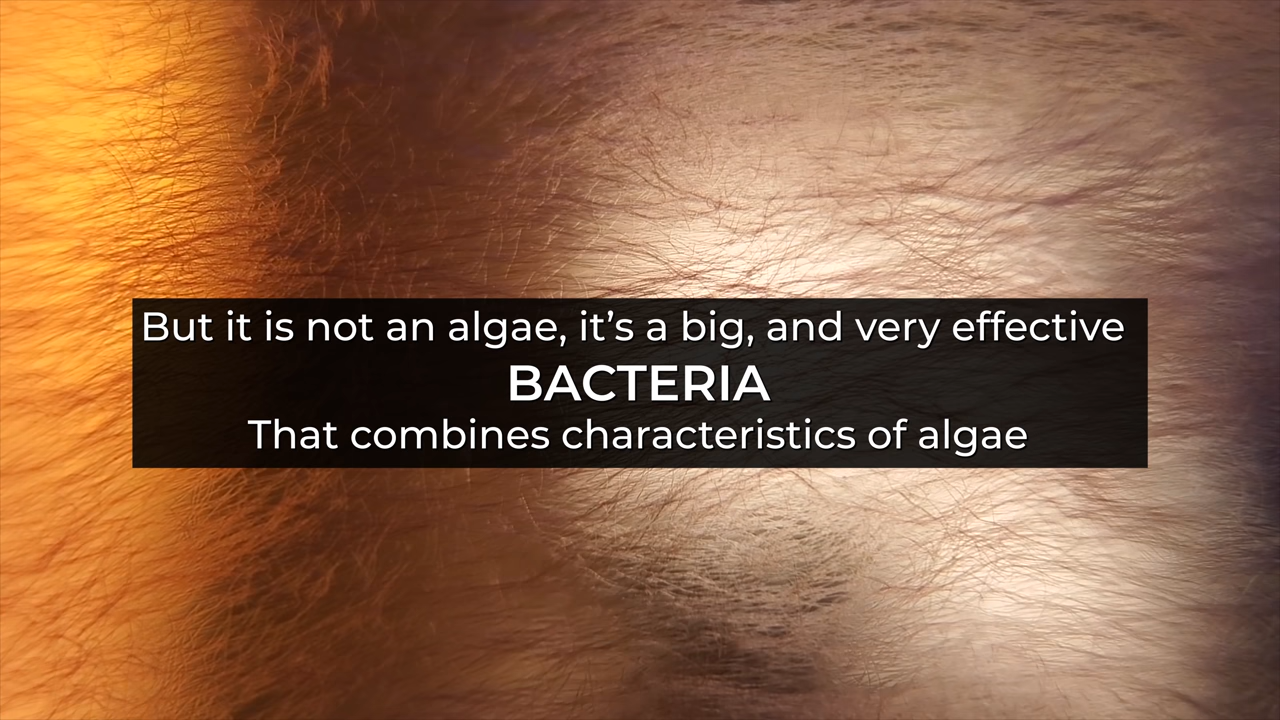 But it is not an algae, it’s a big, and very effective
BACTERIA
That combines characteristics of algae